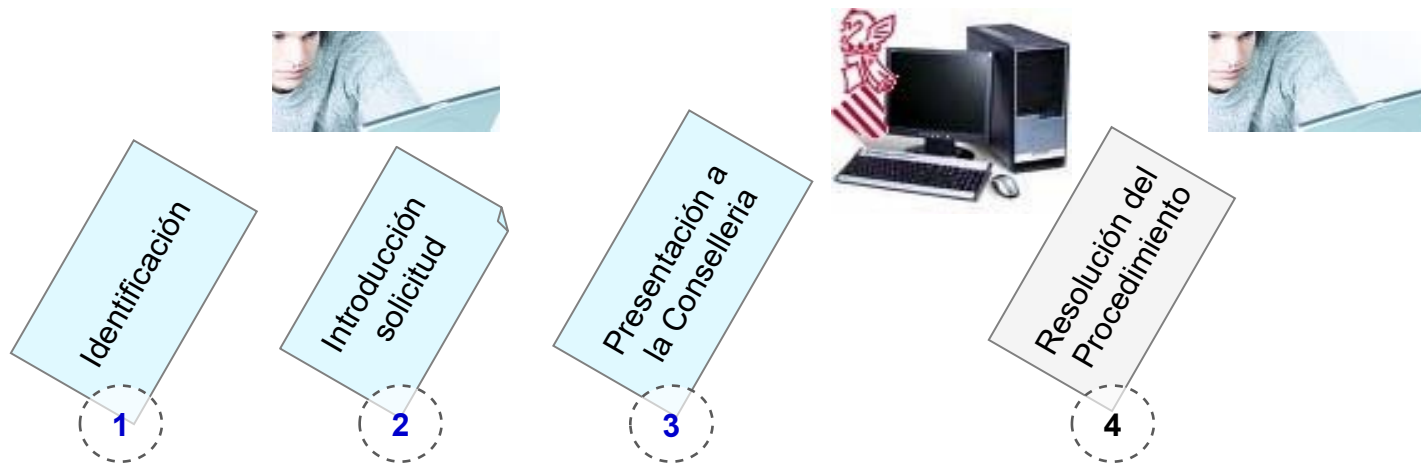 Identificación
Introducción
solicitud
Presentación a
la Conselleria
Resolución del
Procedimiento
1
2
3
4